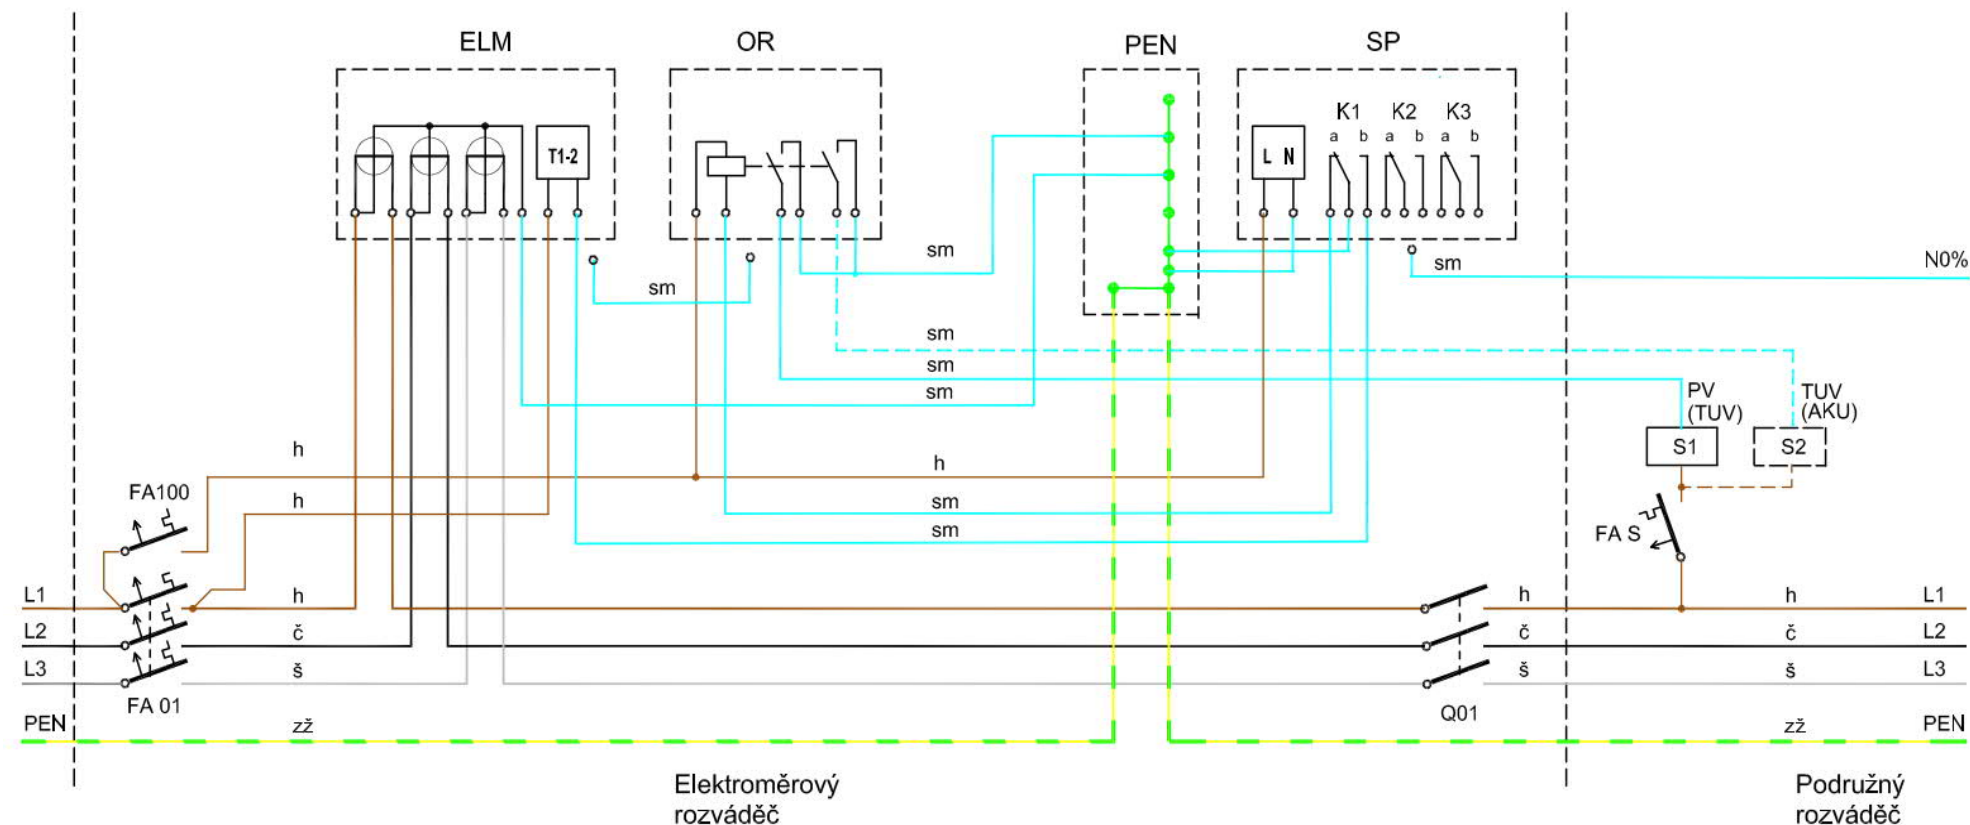 ELM
OR
PEN
SP
T1-2
L N
K1 K2 K3
a b a b a b
sm
sm
sm
N0%
sm
sm
sm
PV
(TUV)
TUV
(AKU)
S1
S2
h
h
FA100
h
sm
sm
FA S
L1
h
h
h
L1
L2
č
č
č
L2
L3
š
š
š
L3
FA 01
Q01
PEN
zž
zž
PEN
Elektroměrový
rozváděč
Podružný
rozváděč